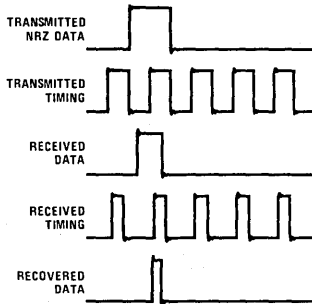 TRANSMITTED
NRZ DATA
TRANSMITTED
TIMING
RECEIVED
DATA
RECEIVED
TIMING
RECOVERED
DATA